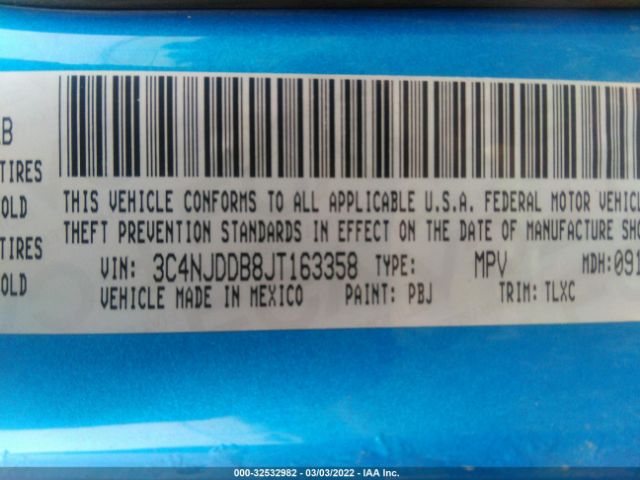 B
TIRES
OLD
TIRES
OLD
THIS VEHICLE CONFORMS TO ALL APPLICABLE U.S.A. FEDERAL MOTOR VEHICL
THEFT PREVENTION STANDARDS IN EFFECT ON THE DATE OF MANUFACTURE SHO
VIN: 3C4NJDDB8JT163358 TYPE: MPV MDH:091
VEHICLE MADE IN MEXICO PAINT: PBJ TRIM: TLXC
000-32532982 - 03/03/2022 - IAA Inc.